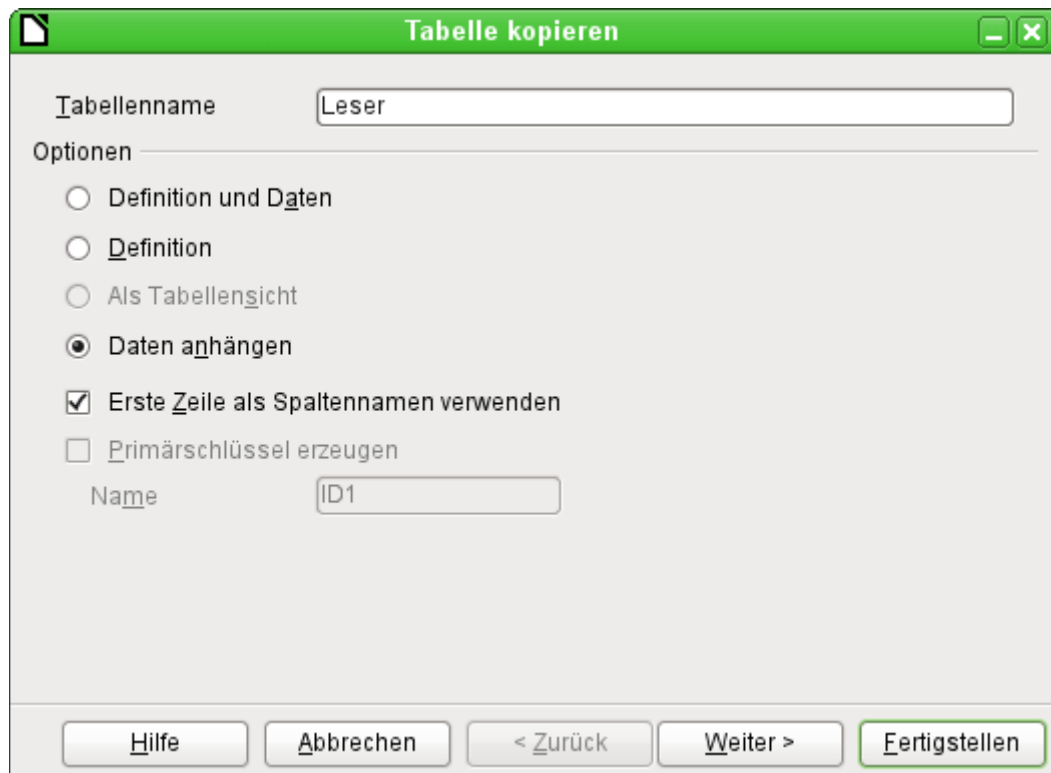 Tabelle kopieren
Tabellenname Leser
Optionen
Definition und Daten
Definition
Als Tabellensicht
Daten anhängen
Erste Zeile als Spaltennamen verwenden
Primärschlüssel erzeugen
Name ID1
Hilfe Abbrechen < Zurück Weiter > Fertigstellen